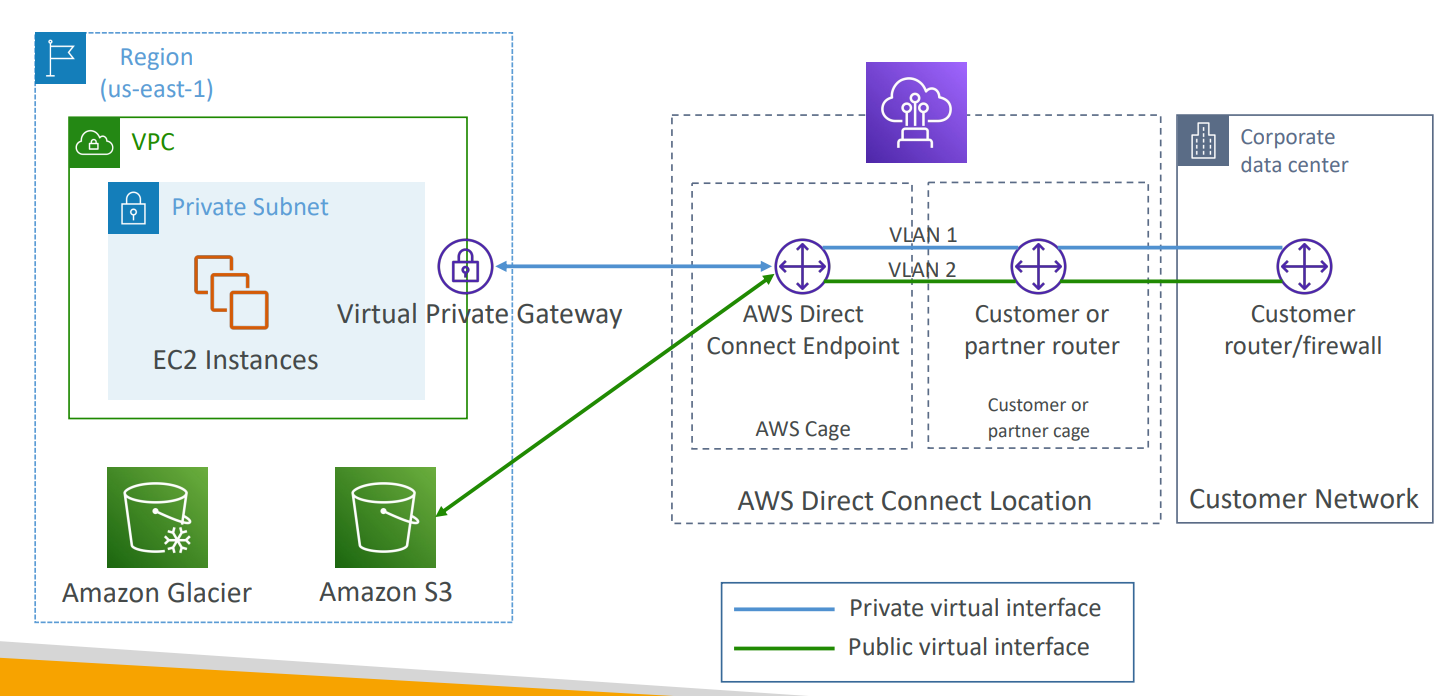 Region
(us-east-1)
VPC
Private Subnet
EC2 Instances
Virtual Private Gateway
Amazon Glacier
Amazon S3
VLAN 1
VLAN 2
AWS Direct
Connect Endpoint
AWS Cage
Customer or
partner router
Customer or
partner cage
AWS Direct Connect Location
Corporate
data center
Customer
router/firewall
Customer Network
Private virtual interface
Public virtual interface